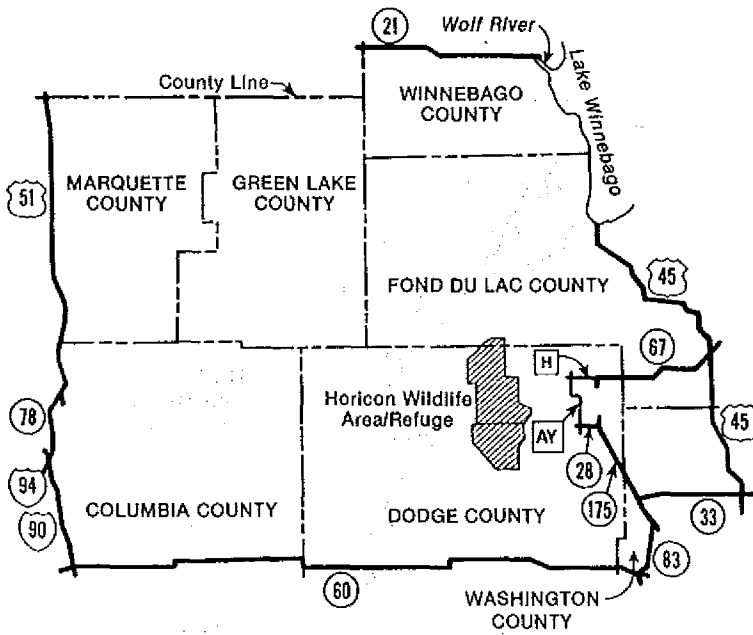 21
Wolf River
Lake Winnebago
County Line
WINNEBAGO
COUNTY
MARQUETTE
COUNTY
GREEN LAKE
COUNTY
51
FOND DU LAC COUNTY
45
67
H
Horicon Wildlife
Area/Refuge
78
AY
45
28
94
175
90
COLUMBIA COUNTY
DODGE COUNTY
33
83
60
WASHINGTON
COUNTY